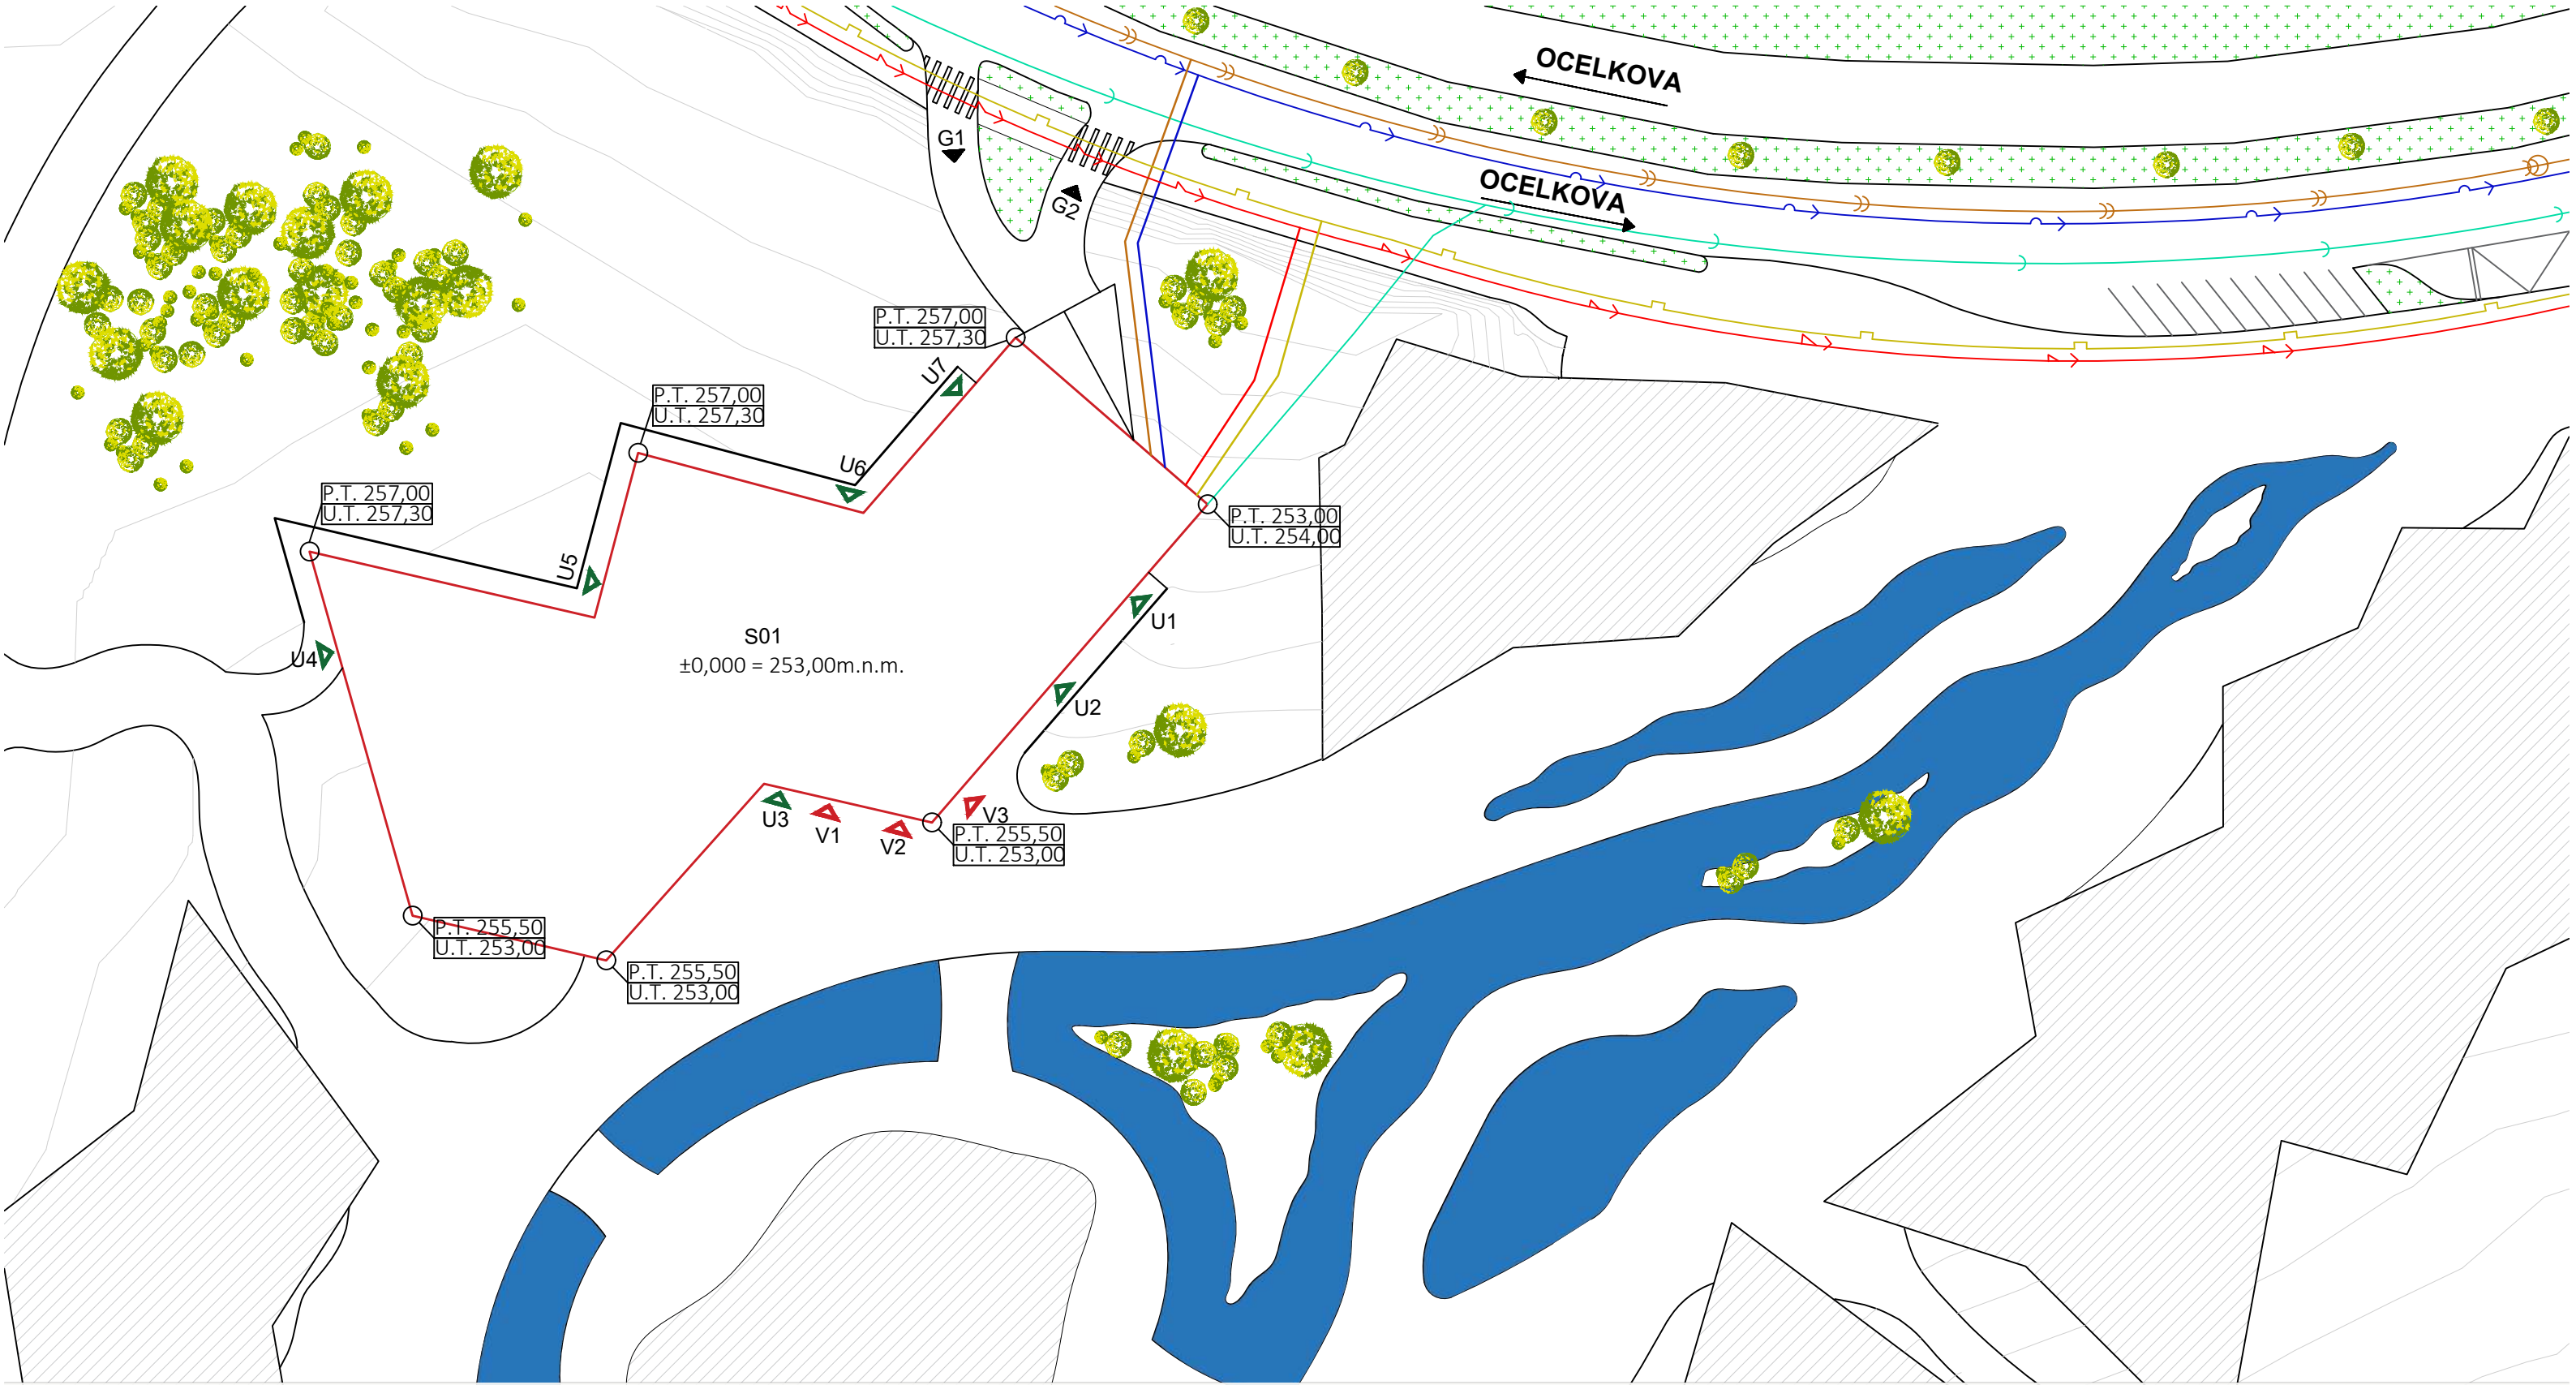 OCELKOVA
G1
OCELKOVA
G2
P.T. 257,00
U.T. 257,30
U7
P.T. 257,00
U.T. 257,30
U6
P.T. 257,00
U.T. 257,30
P.T. 253,00
U.T. 254,00
U5
U1
S01
±0,000 = 253,00m.n.m.
U4
U2
U3
V1
V2
V3
P.T. 255,50
U.T. 253,00
P.T. 255,50
U.T. 253,00
P.T. 255,50
U.T. 253,00